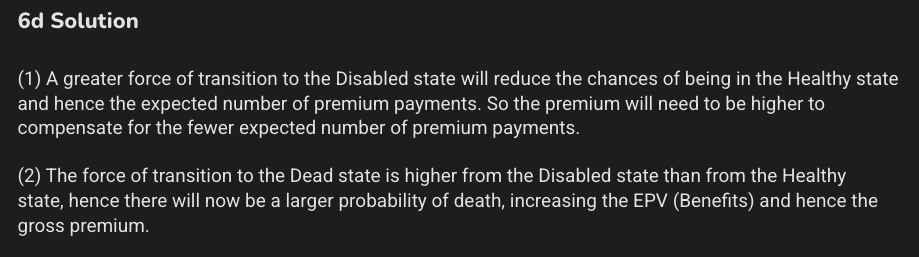 6d Solution
(1) A greater force of transition to the Disabled state will reduce the chances of being in the Healthy state
and hence the expected number of premium payments. So the premium will need to be higher to
compensate for the fewer expected number of premium payments.
(2) The force of transition to the Dead state is higher from the Disabled state than from the Healthy
state, hence there will now be a larger probability of death, increasing the EPV (Benefits) and hence the
gross premium.